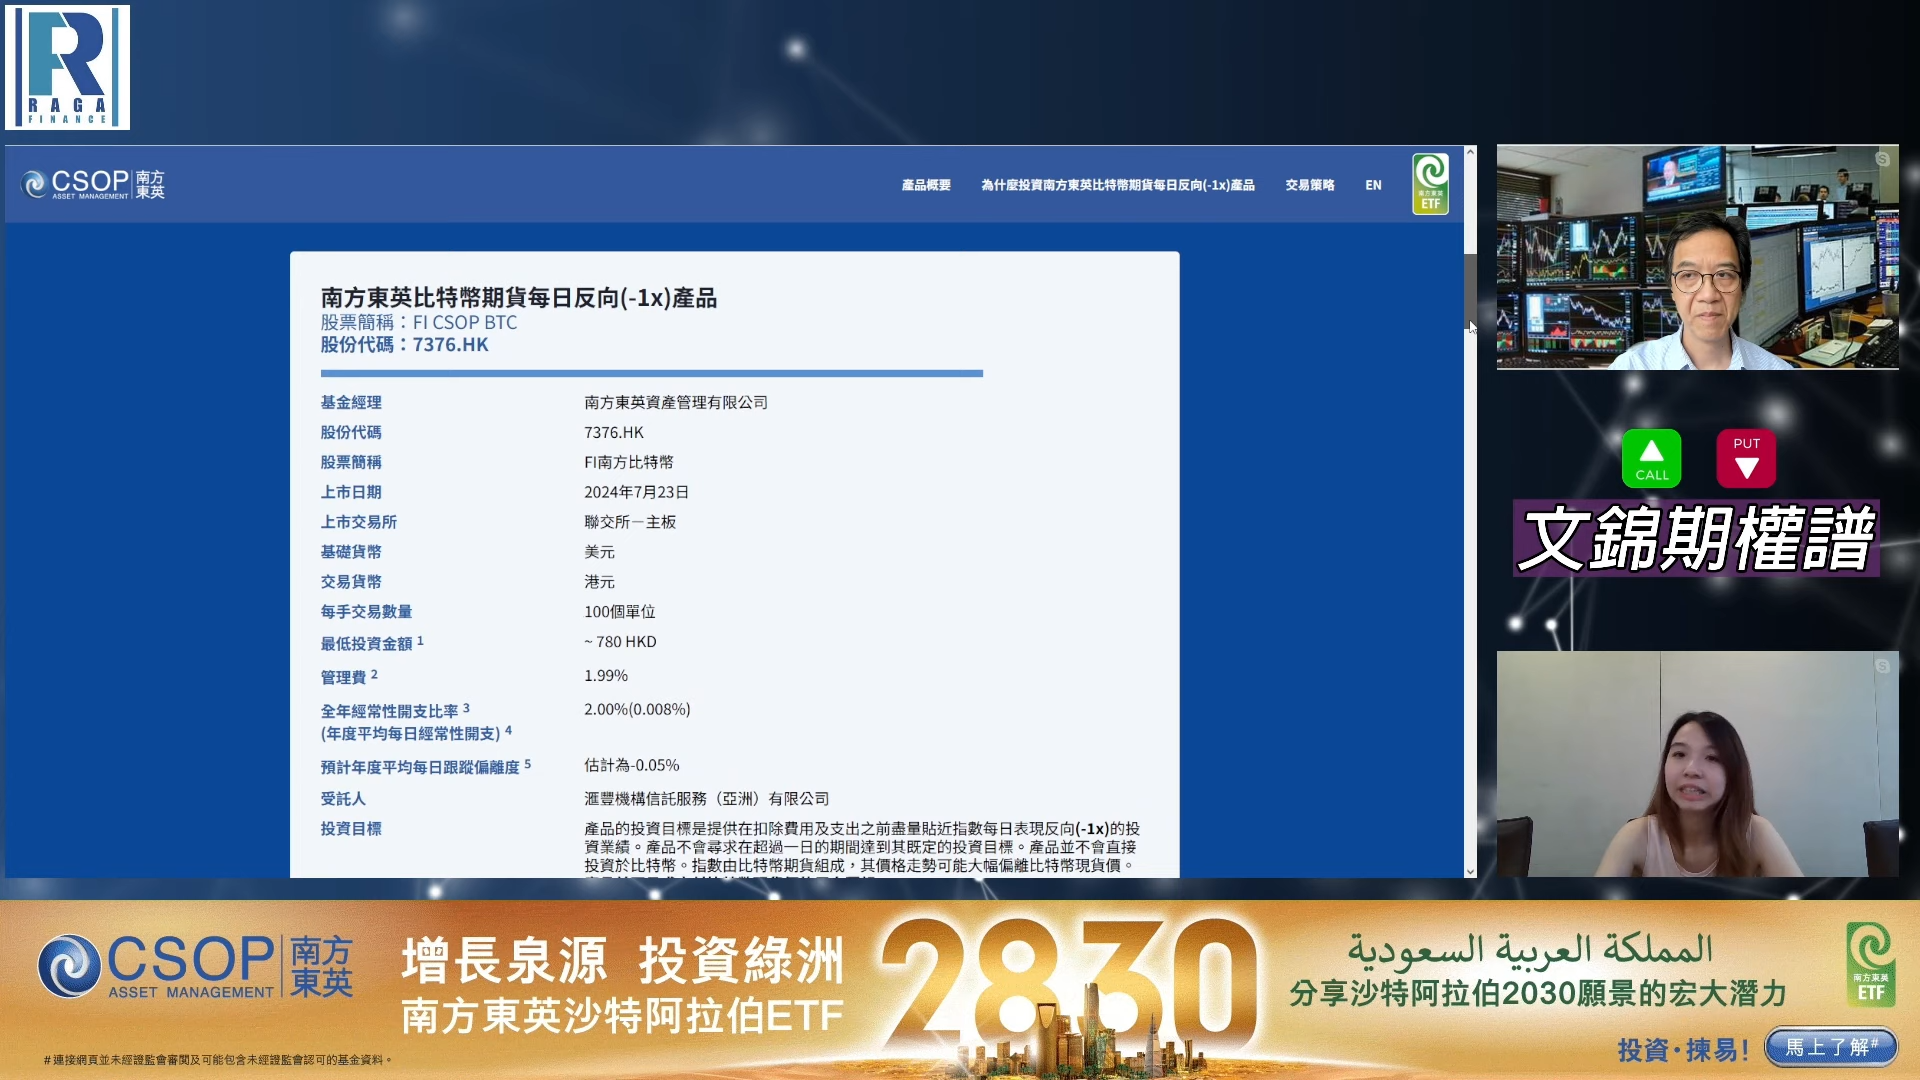 R
RAGA
FINANCE
CSOP 南方東英
ASSET MANAGEMENT
產品概要
為什麼投資南方東英比特幣期貨每日反向(-1x)產品
交易策略
EN
南方東英
ETF
南方東英比特幣期貨每日反向(-1x)產品
股票簡稱：FI CSOP BTC
股份代碼：7376.HK
基金經理 南方東英資產管理有限公司
股份代碼 7376.HK
股票簡稱 FI南方比特幣
上市日期 2024年7月23日
上市交易所 聯交所－主板
基礎貨幣 美元
交易貨幣 港元
每手交易數量 100個單位
最低投資金額 1 ~ 780 HKD
管理費 2 1.99%
全年經常性開支比率 3 2.00%(0.008%)
(年度平均每日經常性開支) 4
預計年度平均每日跟蹤偏離度 5 估計為-0.05%
受託人 滙豐機構信託服務（亞洲）有限公司
投資目標 產品的投資目標是提供在扣除費用及支出之前盡量貼近指數每日表現反向(-1x)的投
資業績。產品不會尋求在超過一日的期間達到其既定的投資目標。產品並不會直接
投資於比特幣。指數由比特幣期貨組成，其價格走勢可能大幅偏離比特幣現貨價。
CALL
PUT
文錦期權譜
CSOP 南方東英
ASSET MANAGEMENT
增長泉源 投資綠洲
南方東英沙特阿拉伯ETF
2830
المملكة العربية السعودية
分享沙特阿拉伯2030願景的宏大潛力
南方東英
ETF
投資·揀易！
馬上了解#
#連接網頁並未經證監會審閱及可能包含未經證監會認可的基金資料。